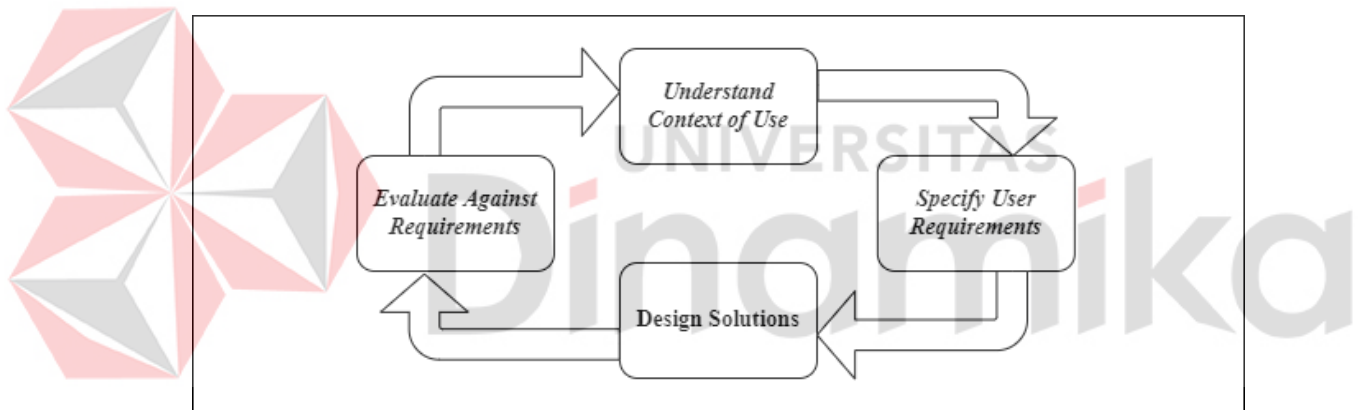 Understand
Context of Use
UNIVERSITAS
Dinamika
Evaluate Against
Requirements
Specify User
Requirements
Design Solutions